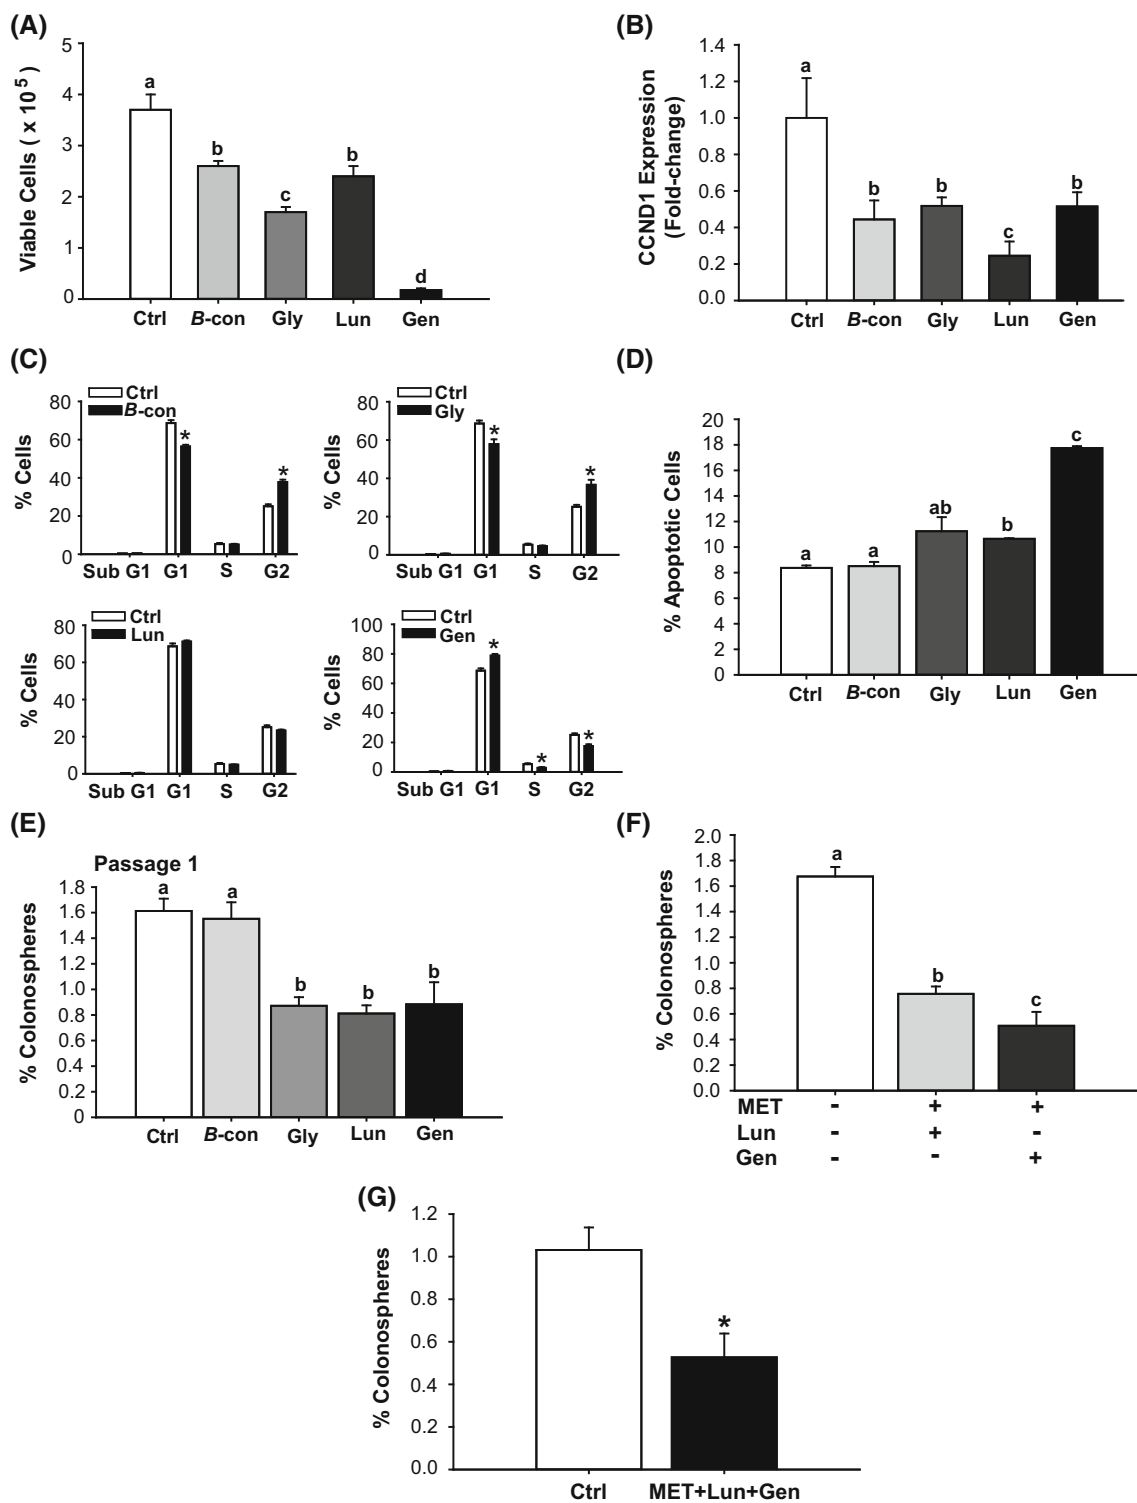 (A)
5
4
3
2
1
0
Viable Cells ( x 10 5 )
a
b
c
b
d
Ctrl
B-con
Gly
Lun
Gen
(B)
1.4
1.2
1.0
0.8
0.6
0.4
0.2
0.0
CCND1 Expression
(Fold-change)
a
b
b
c
b
Ctrl
B-con
Gly
Lun
Gen
(C)
Ctrl
B-con
80
60
40
20
0
% Cells
*
*
Sub G1
G1
S
G2
Ctrl
Gly
80
60
40
20
0
% Cells
*
*
Sub G1
G1
S
G2
Ctrl
Lun
80
60
40
20
0
% Cells
Sub G1
G1
S
G2
Ctrl
Gen
100
80
60
40
20
0
% Cells
*
*
*
Sub G1
G1
S
G2
(D)
20
18
16
14
12
10
8
6
4
2
0
% Apoptotic Cells
a
a
ab
b
c
Ctrl
B-con
Gly
Lun
Gen
(E)
Passage 1
1.8
1.6
1.4
1.2
1.0
0.8
0.6
0.4
0.2
0
% Colonospheres
a
a
b
b
b
Ctrl
B-con
Gly
Lun
Gen
(F)
2.0
1.8
1.6
1.4
1.2
1.0
0.8
0.6
0.4
0.2
0.0
% Colonospheres
a
b
c
MET - + +
Lun - + -
Gen - - +
(G)
1.2
1.0
0.8
0.6
0.4
0.2
0.0
% Colonospheres
*
Ctrl
MET+Lun+Gen